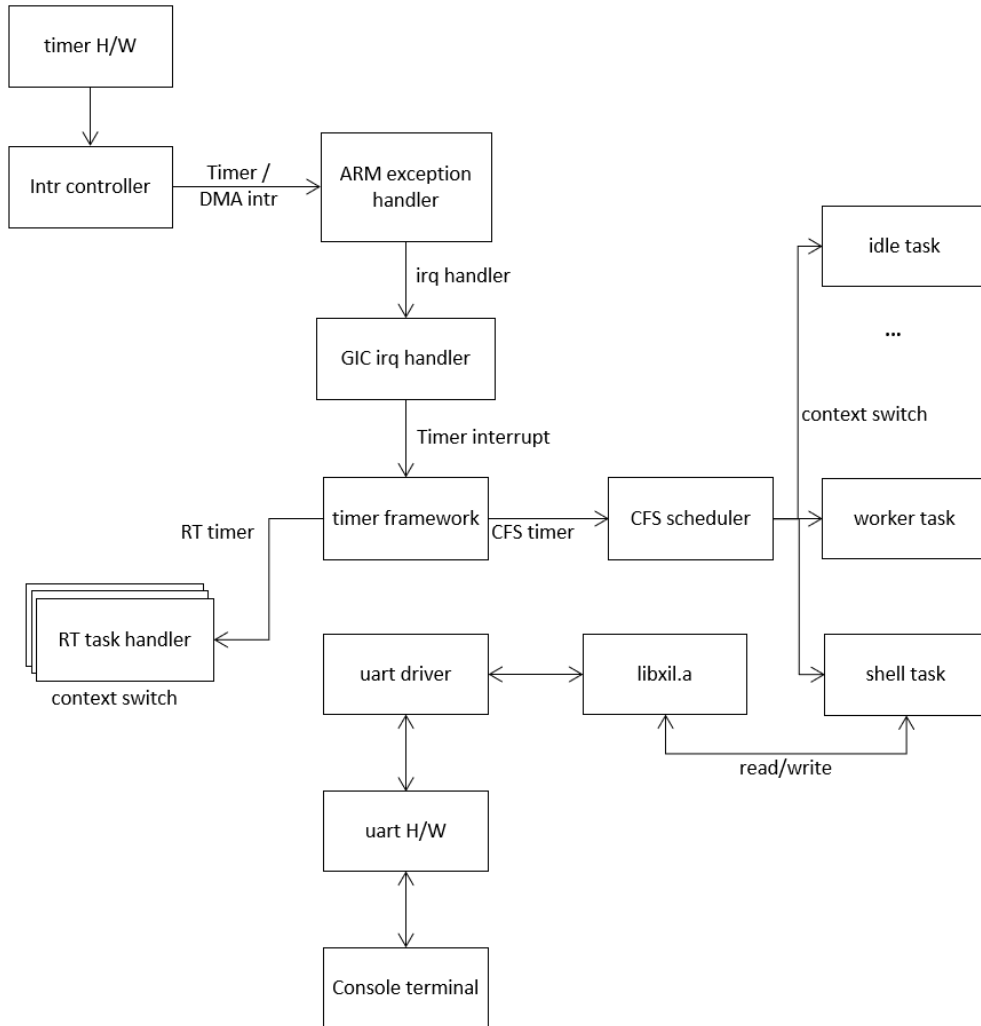 timer H/W
Intr controller
Timer /
DMA intr
ARM exception
handler
irq handler
idle task
...
GIC irq handler
context switch
Timer interrupt
RT timer
timer framework
CFS timer
CFS scheduler
worker task
RT task handler
context switch
uart driver
libxil.a
shell task
read/write
uart H/W
Console terminal